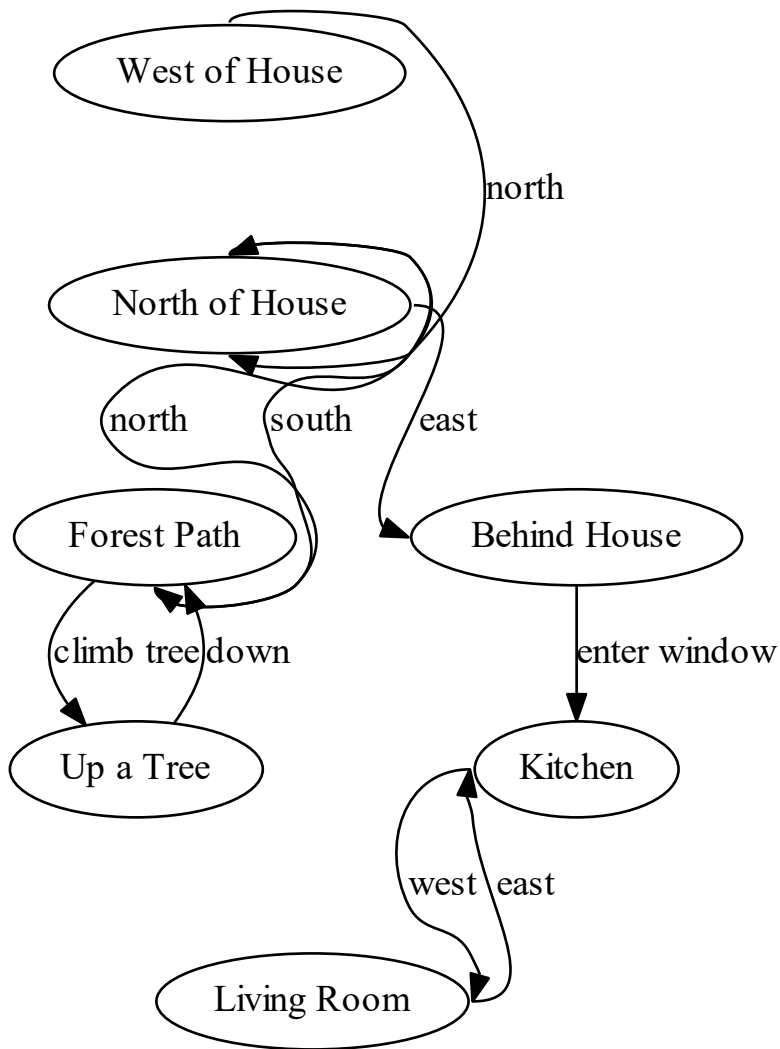 West of House
north
North of House
north
south
east
Forest Path
Behind House
climb tree
down
enter window
Up a Tree
Kitchen
west
east
Living Room